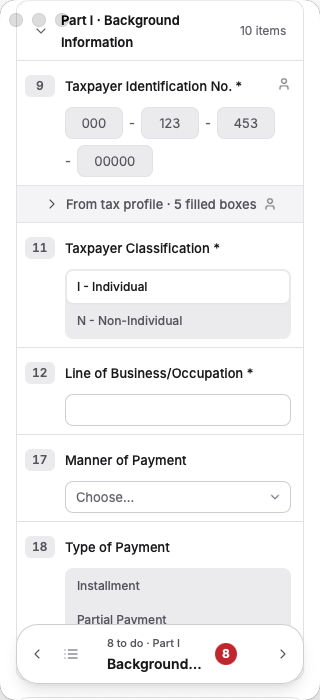 Part I · Background
Information
10 items
9
Taxpayer Identification No. *
000 - 123 - 453
- 00000
From tax profile · 5 filled boxes
11
Taxpayer Classification *
I - Individual
N - Non-Individual
12
Line of Business/Occupation *
17
Manner of Payment
Choose...
18
Type of Payment
Installment
Partial Payment
8 to do · Part I
Background...
8